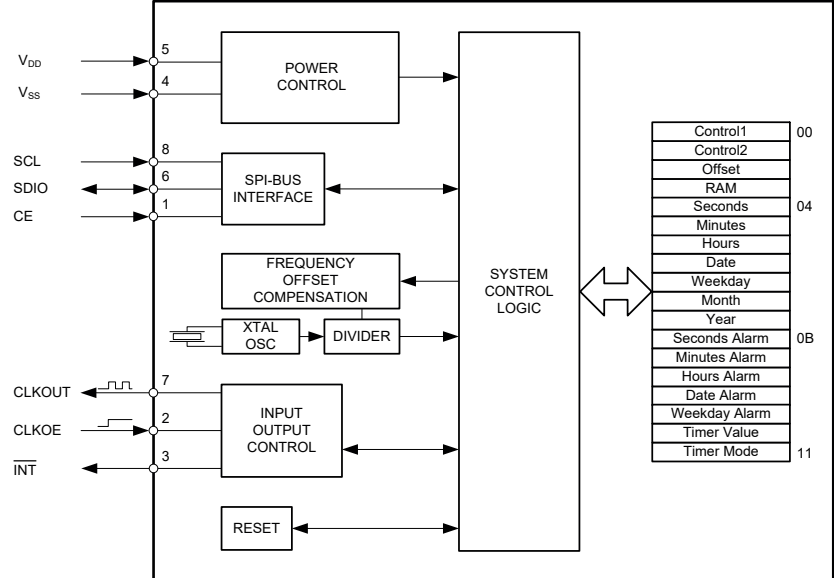 VDD
5
VSS
4
POWER
CONTROL
SCL
8
SDIO
6
CE
1
SPI-BUS
INTERFACE
FREQUENCY
OFFSET
COMPENSATION
XTAL
OSC
DIVIDER
CLKOUT
7
CLKOE
2
INT
3
INPUT
OUTPUT
CONTROL
RESET
SYSTEM
CONTROL
LOGIC
Control1 00
Control2
Offset
RAM
Seconds 04
Minutes
Hours
Date
Weekday
Month
Year
Seconds Alarm 0B
Minutes Alarm
Hours Alarm
Date Alarm
Weekday Alarm
Timer Value
Timer Mode 11